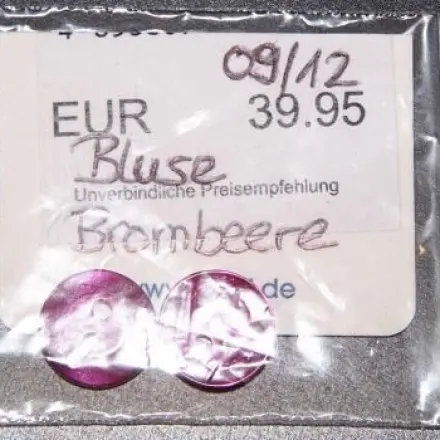 09/12
EUR 39.95
Bluse
Unverbindliche Preisempfehlung
Brombeere
.de